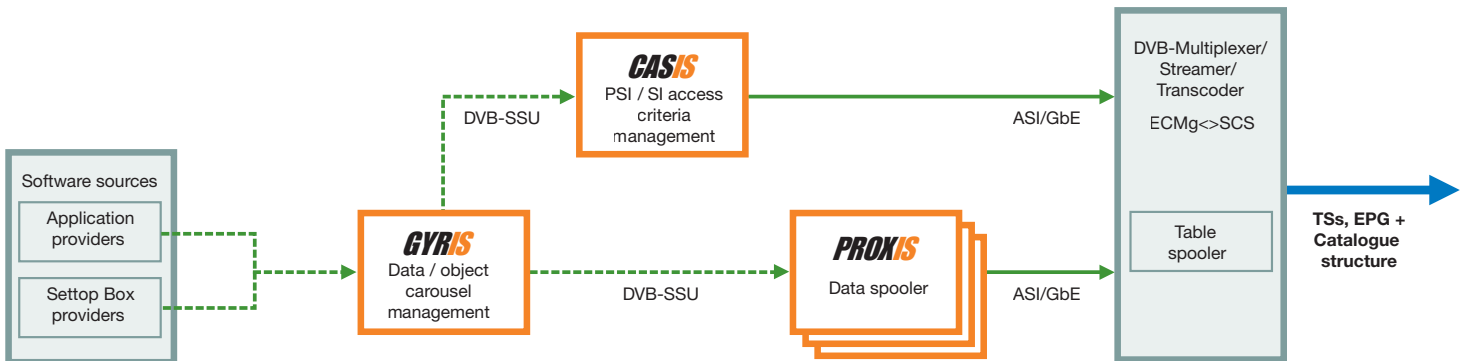 Software sources
Application
providers
Settop Box
providers
GYRIS
Data / object
carousel
management
DVB-SSU
CASIS
PSI / SI access
criteria
management
DVB-SSU
PROXIS
Data spooler
ASI/GbE
ASI/GbE
DVB-Multiplexer/
Streamer/
Transcoder
ECMg<>SCS
Table
spooler
TSs, EPG +
Catalogue
structure